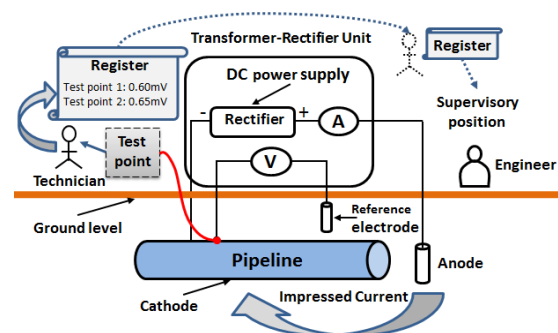 Transformer-Rectifier Unit
Register
Test point 1: 0.60mV
Test point 2: 0.65mV
Register
DC power supply
-
Rectifier
+
A
Supervisory
position
Test
point
V
Technician
Engineer
Ground level
Reference
electrode
Pipeline
Anode
Cathode
Impressed Current